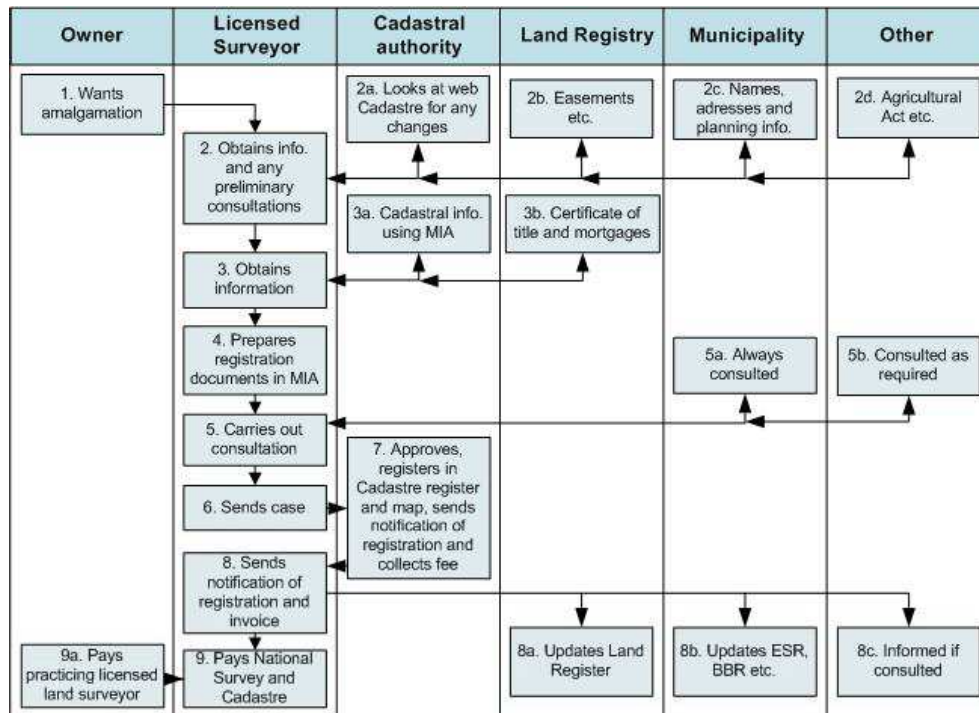 Owner
Licensed
Surveyor
Cadastral
authority
Land Registry
Municipality
Other
1. Wants
amalgamation
2a. Looks at web
Cadastre for any
changes
2b. Easements
etc.
2c. Names,
adresses and
planning info.
2d. Agricultural
Act etc.
2. Obtains info.
and any
preliminary
consultations
3a. Cadastral info.
using MIA
3b. Certificate of
title and mortgages
3. Obtains
information
4. Prepares
registration
documents in MIA
5a. Always
consulted
5b. Consulted as
required
5. Carries out
consultation
6. Sends case
7. Approves,
registers in
Cadastre register
and map, sends
notification of
registration and
collects fee
8. Sends
notification of
registration and
invoice
8a. Updates Land
Register
8b. Updates ESR,
BBR etc.
8c. Informed if
consulted
9a. Pays
practicing licensed
land surveyor
9. Pays National
Survey and
Cadastre